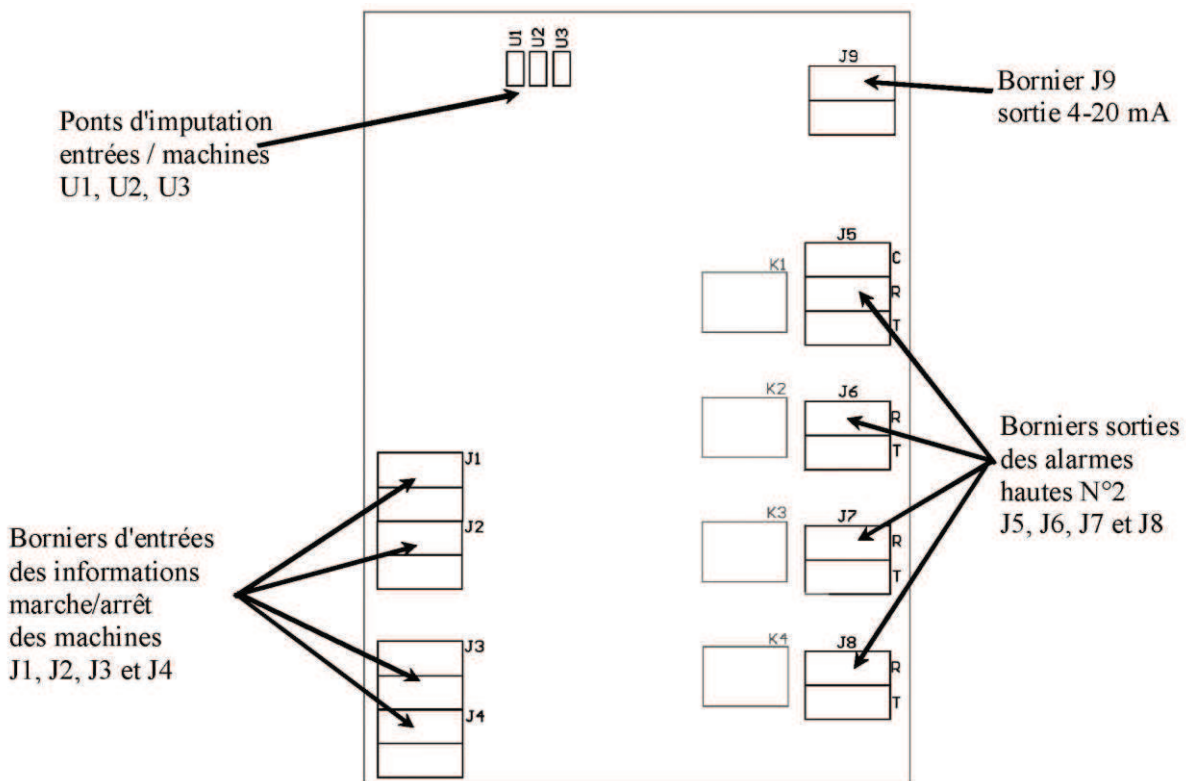 U1
U2
U3
J9
Bornier J9
sortie 4-20 mA
Ponts d'imputation
entrées / machines
U1, U2, U3
J5
C
R
T
K1
K2
J6
R
T
Borniers sorties
des alarmes
hautes N°2
J5, J6, J7 et J8
J1
J2
Borniers d'entrées
des informations
marche/arrêt
des machines
J1, J2, J3 et J4
K3
J7
R
T
J3
J4
K4
J8
R
T